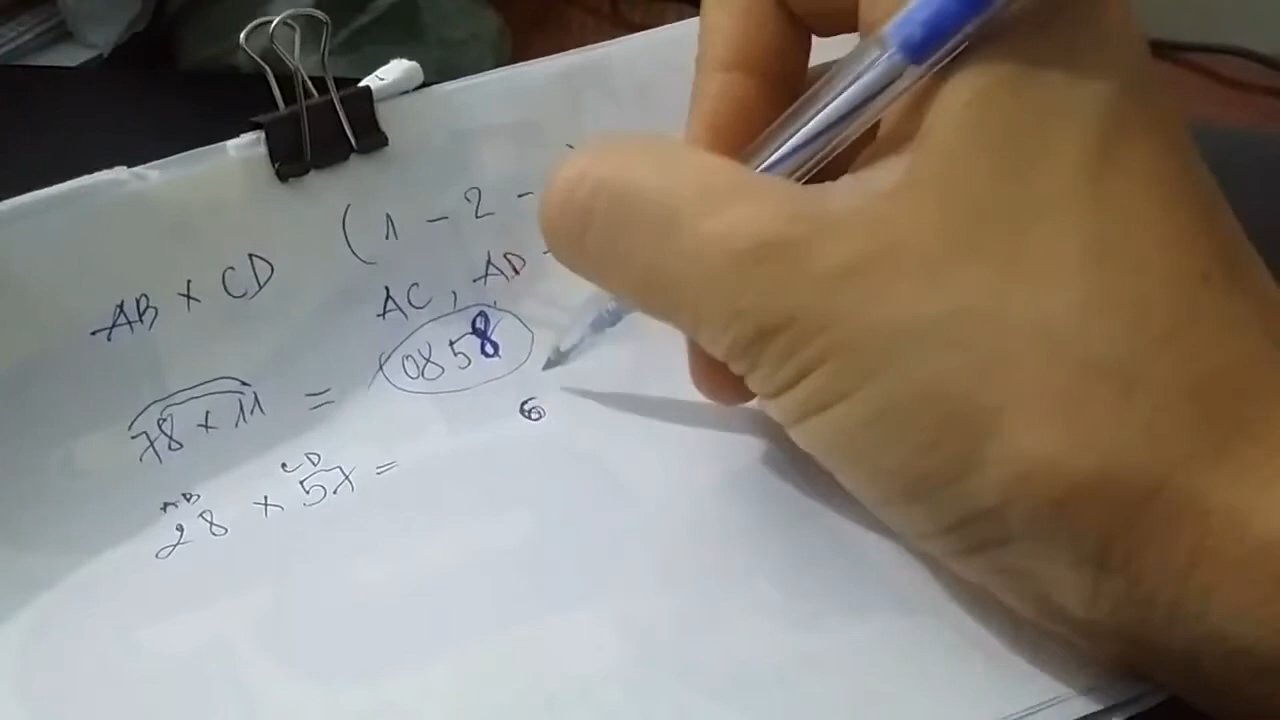 (1 - 2 -
AB × CD
AC, AD
78 × 11 = 0858
6
AB CD
28 × 57 =